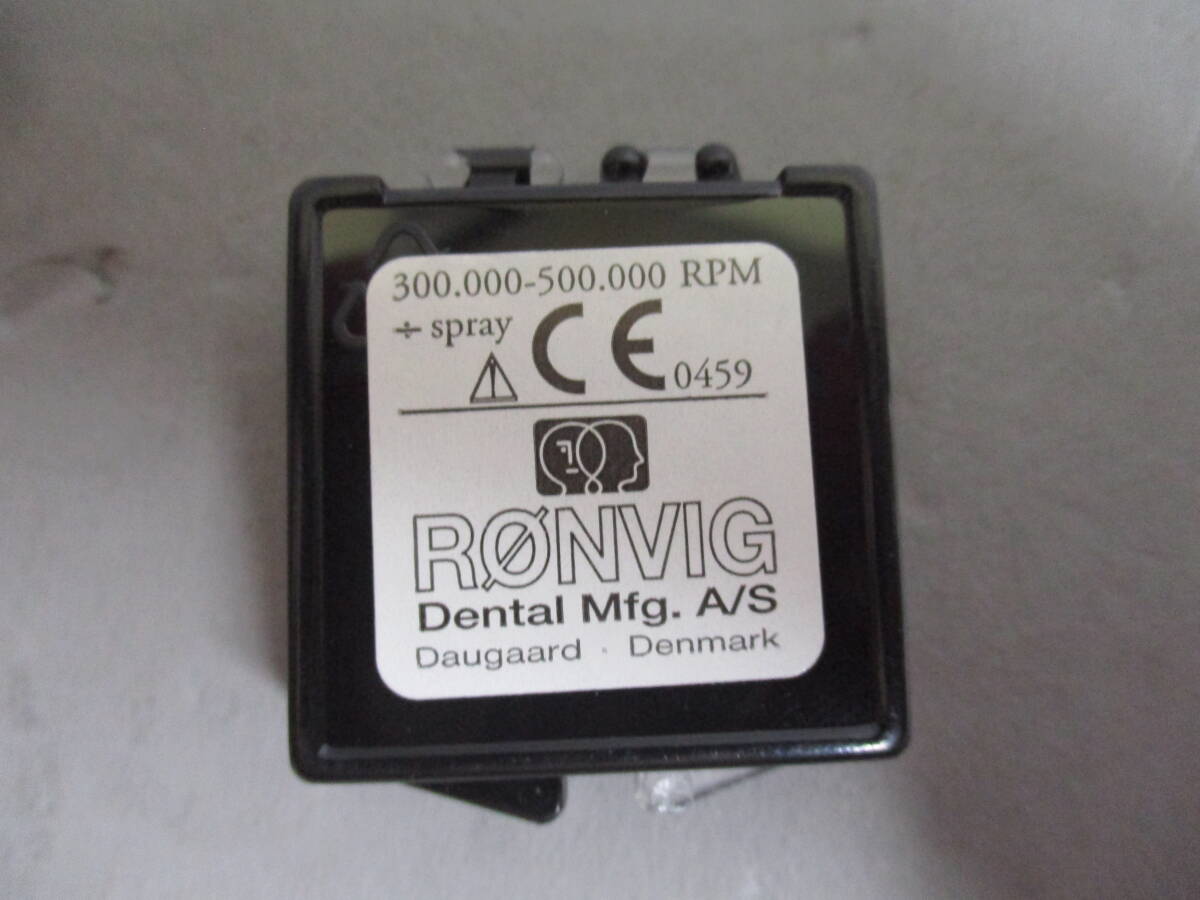 300.000-500.000 RPM
÷ spray
CE 0459
RØNVIG
Dental Mfg. A/S
Daugaard · Denmark